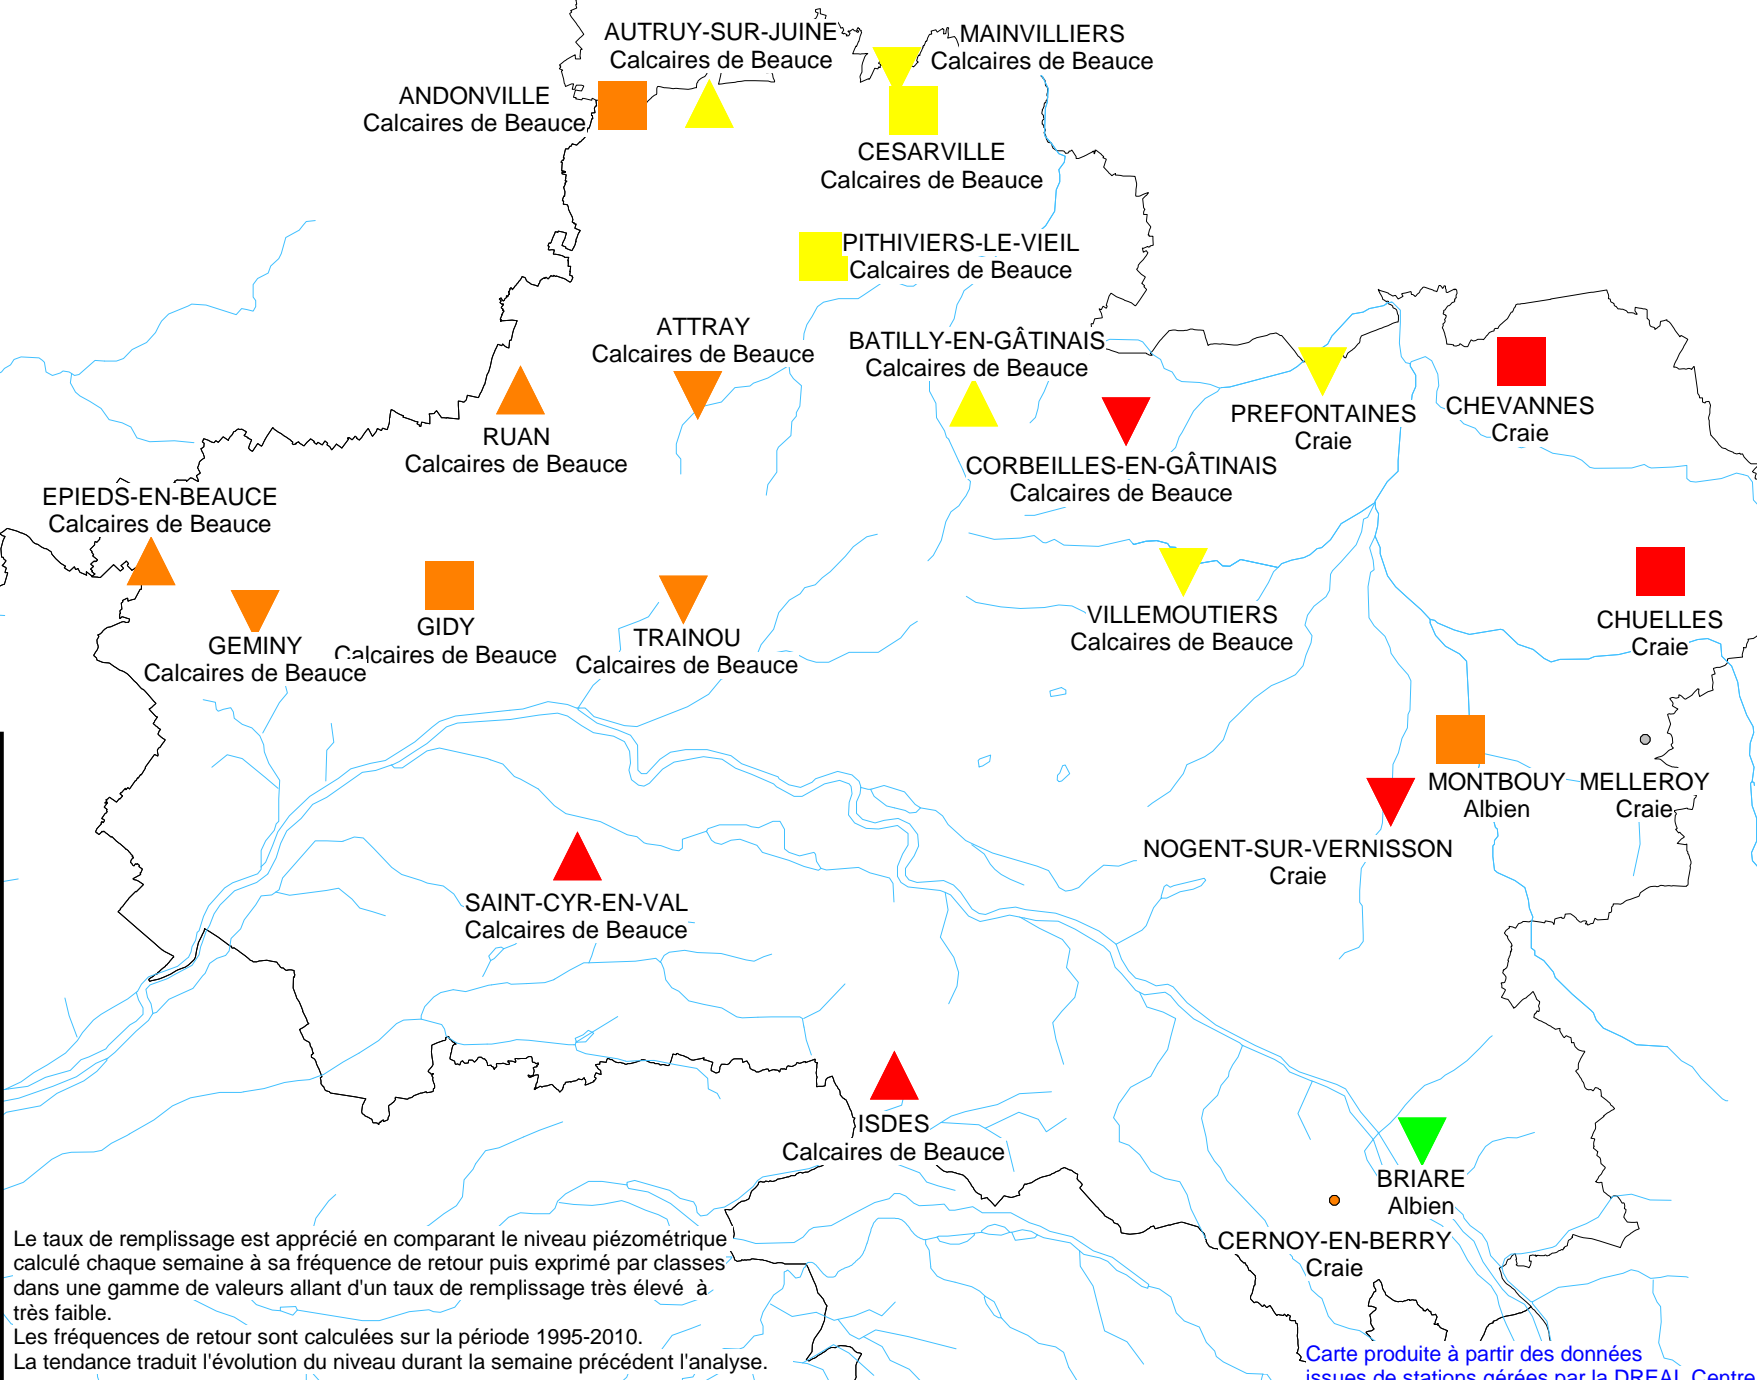 AUTRUY-SUR-JUINE
Calcaires de Beauce
MAINVILLIERS
Calcaires de Beauce
ANDONVILLE
Calcaires de Beauce
CESARVILLE
Calcaires de Beauce
PITHIVIERS-LE-VIEIL
Calcaires de Beauce
ATTRAY
Calcaires de Beauce
BATILLY-EN-GÂTINAIS
Calcaires de Beauce
RUAN
Calcaires de Beauce
PREFONTAINES
Craie
CHEVANNES
Craie
CORBEILLES-EN-GÂTINAIS
Calcaires de Beauce
EPIEDS-EN-BEAUCE
Calcaires de Beauce
GEMINY
Calcaires de Beauce
GIDY
Calcaires de Beauce
TRAINOU
Calcaires de Beauce
VILLEMOUTIERS
Calcaires de Beauce
CHUELLES
Craie
MONTBOUY
Albien
MELLEROY
Craie
NOGENT-SUR-VERNISSON
Craie
SAINT-CYR-EN-VAL
Calcaires de Beauce
ISDES
Calcaires de Beauce
BRIARE
Albien
CERNOY-EN-BERRY
Craie
Le taux de remplissage est apprécié en comparant le niveau piézométrique
calculé chaque semaine à sa fréquence de retour puis exprimé par classes
dans une gamme de valeurs allant d'un taux de remplissage très élevé à
très faible.
Les fréquences de retour sont calculées sur la période 1995-2010.
La tendance traduit l'évolution du niveau durant la semaine précédent l'analyse.
Carte produite à partir des données
issues de stations gérées par la DREAL Centre